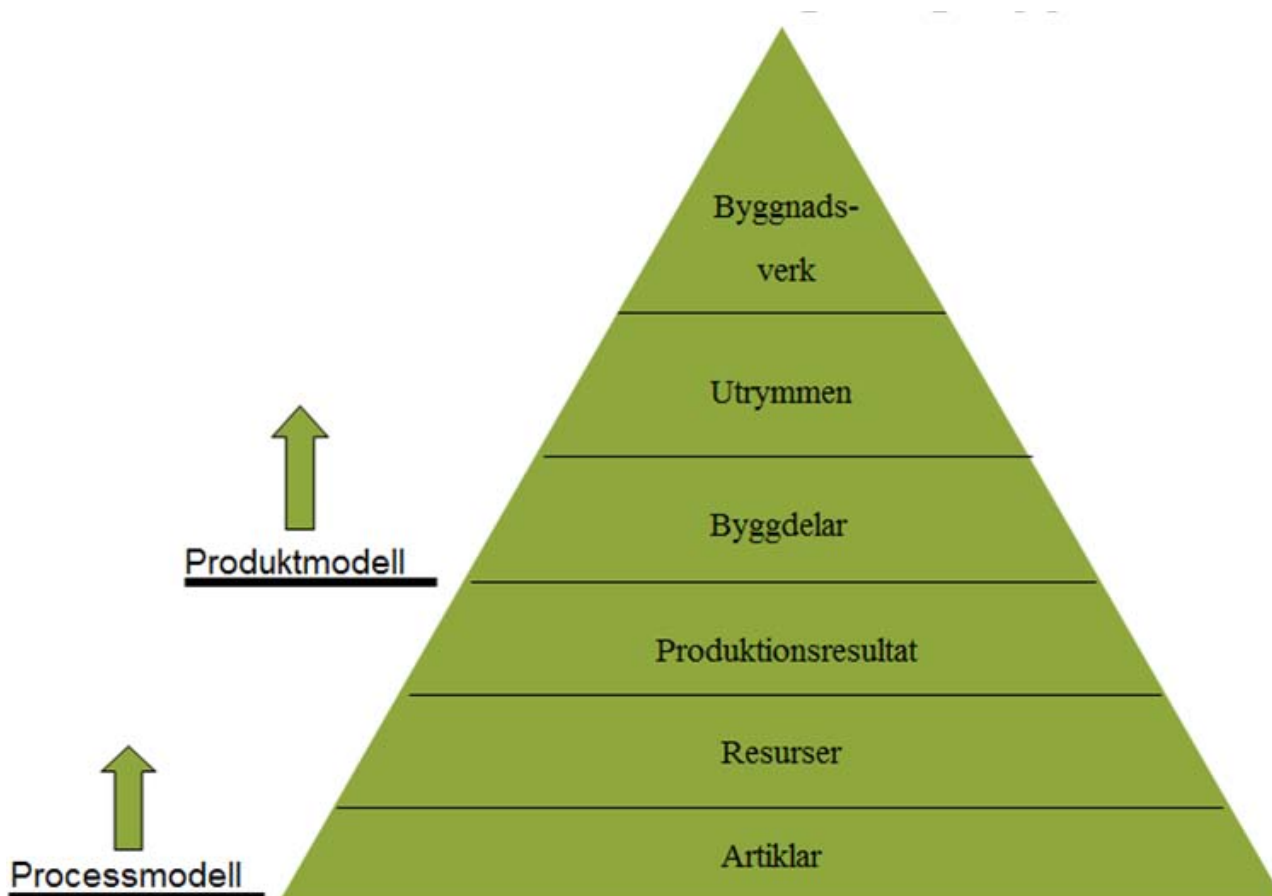 Byggnads-
verk
Utrymmen
Byggdelar
Produktmodell
Produktionsresultat
Resurser
Artiklar
Processmodell